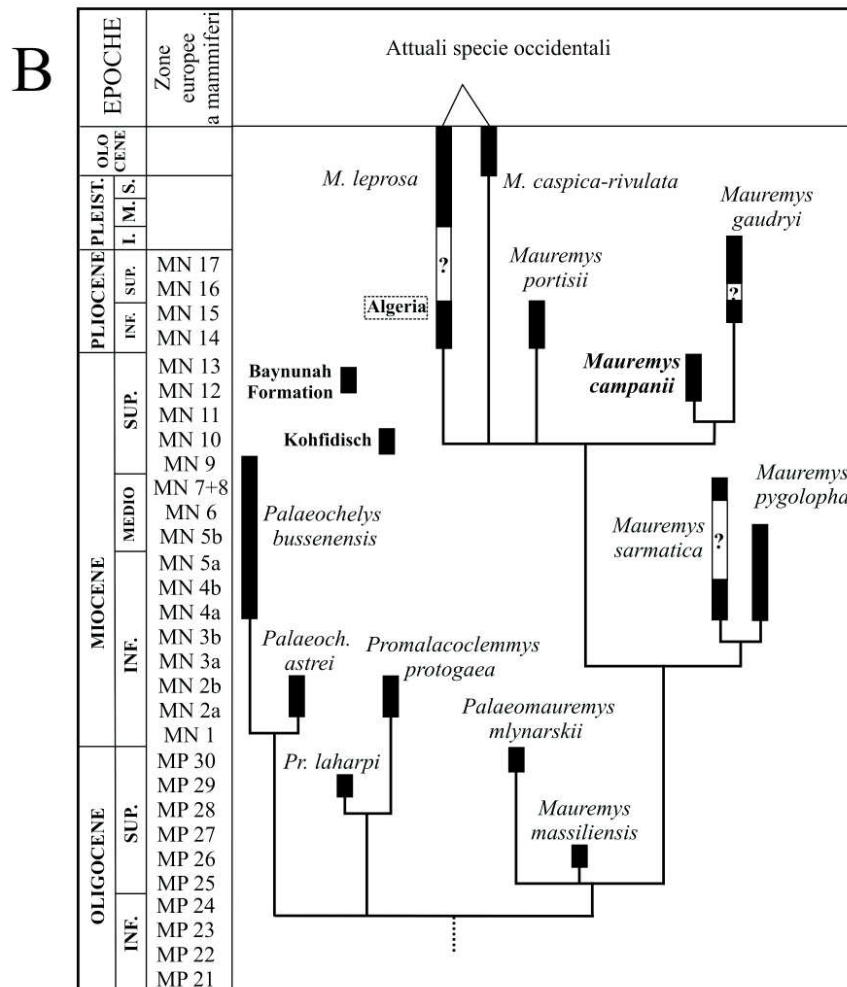 B
EPOCHE
Zone
europee
a mammiferi
Attuali specie occidentali
OLO
CENE
PLEIST.
S.
M.
I.
M. leprosa
M. caspica-rivulata
Mauremys
gaudryi
PLIOCENE
SUP.
INF.
MN 17
MN 16
MN 15
MN 14
?
Mauremys
portisii
?
Algeria
MIOCENE
SUP.
MEDIO
INF.
MN 13
MN 12
MN 11
MN 10
MN 9
MN 7+8
MN 6
MN 5b
MN 5a
MN 4b
MN 4a
MN 3b
MN 3a
MN 2b
MN 2a
MN 1
Baynunah
Formation
Mauremys
campanii
Kohfidisch
Palaeochelys
bussenensis
Mauremys
pygolopha
Mauremys
sarmatica
?
Palaeoch.
astrei
Promalacoclemmys
protogaea
Palaeomauremys
mlynarskii
OLIGOCENE
SUP.
INF.
MP 30
MP 29
MP 28
MP 27
MP 26
MP 25
MP 24
MP 23
MP 22
MP 21
Pr. laharpi
Mauremys
massiliensis